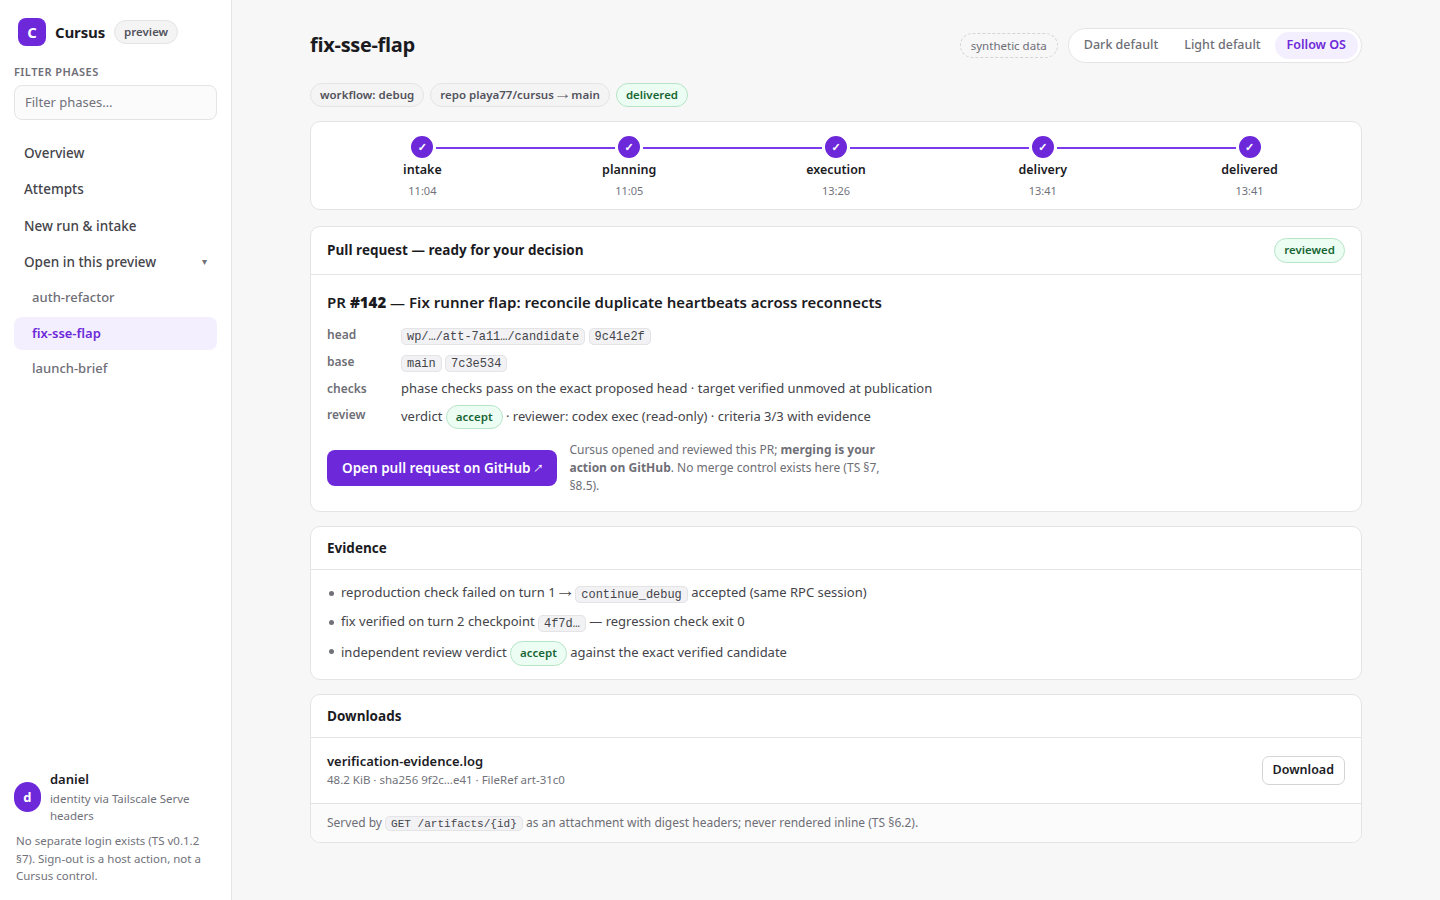 C Cursus preview
FILTER PHASES
Filter phases…
Overview
Attempts
New run & intake
Open in this preview ▾
auth-refactor
fix-sse-flap
launch-brief
d
daniel
identity via Tailscale Serve
headers
No separate login exists (TS v0.1.2
§7). Sign-out is a host action, not a
Cursus control.
fix-sse-flap
synthetic data
Dark default Light default Follow OS
workflow: debug repo playa77/cursus → main delivered
✓ ✓ ✓ ✓ ✓
intake planning execution delivery delivered
11:04 11:05 13:26 13:41 13:41
Pull request — ready for your decision reviewed
PR #142 — Fix runner flap: reconcile duplicate heartbeats across reconnects
head wp/…/att-7a11…/candidate 9c41e2f
base main 7c3e534
checks phase checks pass on the exact proposed head · target verified unmoved at publication
review verdict accept · reviewer: codex exec (read-only) · criteria 3/3 with evidence
Open pull request on GitHub ↗
Cursus opened and reviewed this PR; merging is your
action on GitHub. No merge control exists here (TS §7,
§8.5).
Evidence
reproduction check failed on turn 1 → continue_debug accepted (same RPC session)
fix verified on turn 2 checkpoint 4f7d… — regression check exit 0
independent review verdict accept against the exact verified candidate
Downloads
verification-evidence.log
48.2 KiB · sha256 9f2c…e41 · FileRef art-31c0
Download
Served by GET /artifacts/{id} as an attachment with digest headers; never rendered inline (TS §6.2).